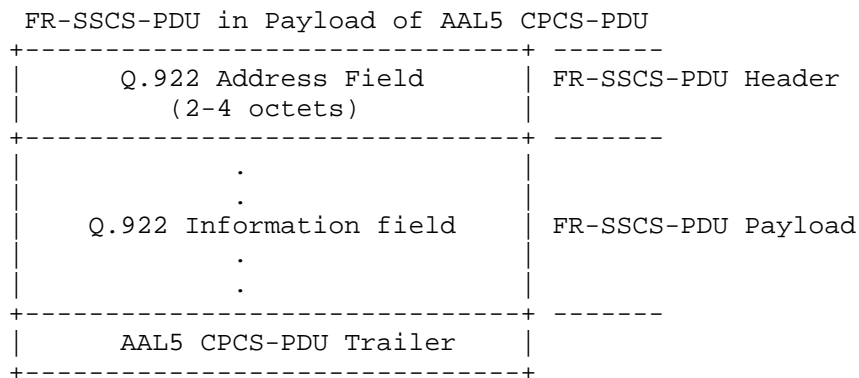 FR-SSCS-PDU in Payload of AAL5 CPCS-PDU
+-------------------------------+ -------
|      Q.922 Address Field      | FR-SSCS-PDU Header
|         (2-4 octets)          |
+-------------------------------+ -------
|             .                 |
|             .                 |
|    Q.922 Information field    | FR-SSCS-PDU Payload
|             .                 |
|             .                 |
+-------------------------------+ -------
|      AAL5 CPCS-PDU Trailer    |
+-------------------------------+